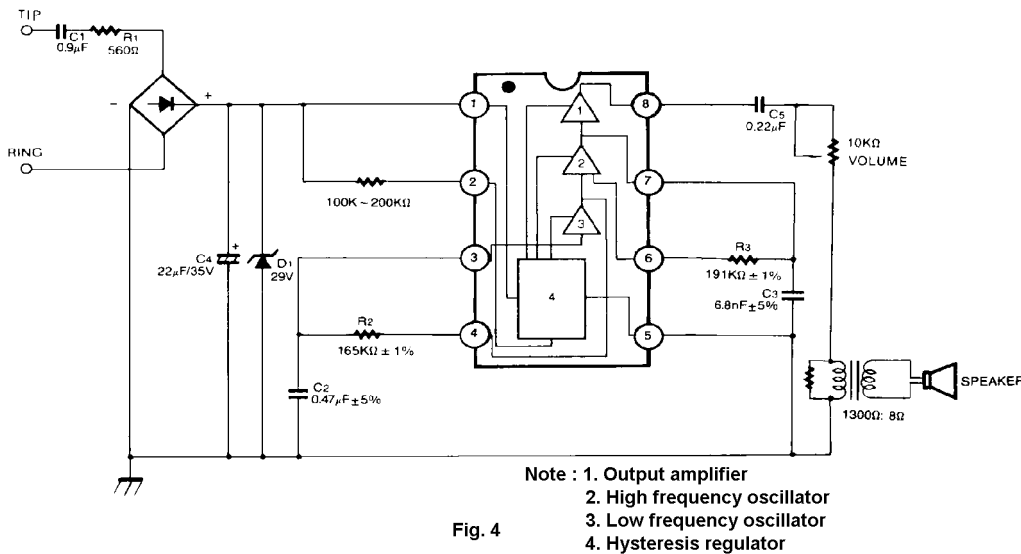 TIP
C1
0.9μF
R1
560Ω
-
+
RING
C4
+
22μF/35V
D1
29V
100K ~ 200KΩ
R2
165KΩ ± 1%
C2
0.47μF ± 5%
1
2
3
4
1
2
3
4
8
7
6
5
C5
0.22μF
10KΩ
VOLUME
R3
191KΩ ± 1%
C3
6.8nF ± 5%
1300Ω: 8Ω
SPEAKER
Note : 1. Output amplifier
2. High frequency oscillator
3. Low frequency oscillator
4. Hysteresis regulator
Fig. 4